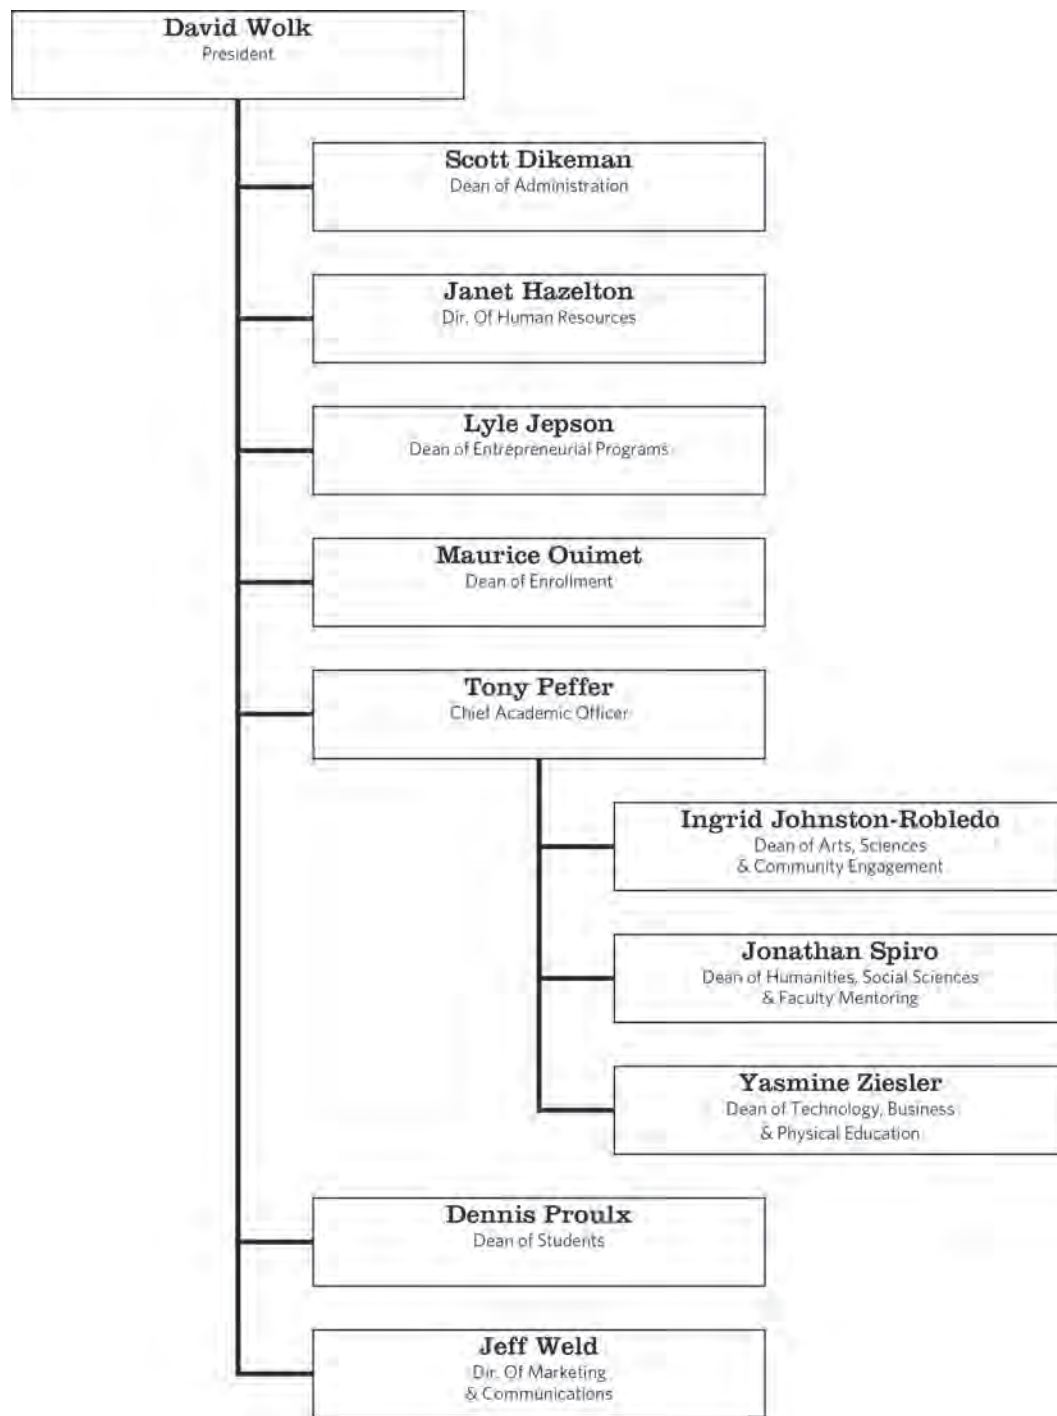 David Wolk
President
Scott Dikeman
Dean of Administration
Janet Hazelton
Dir. Of Human Resources
Lyle Jepson
Dean of Entrepreneurial Programs
Maurice Ouimet
Dean of Enrollment
Tony Peffer
Chief Academic Officer
Ingrid Johnston-Robledo
Dean of Arts, Sciences
& Community Engagement
Jonathan Spiro
Dean of Humanities, Social Sciences
& Faculty Mentoring
Yasmine Ziesler
Dean of Technology, Business
& Physical Education
Dennis Proulx
Dean of Students
Jeff Weld
Dir. Of Marketing
& Communications